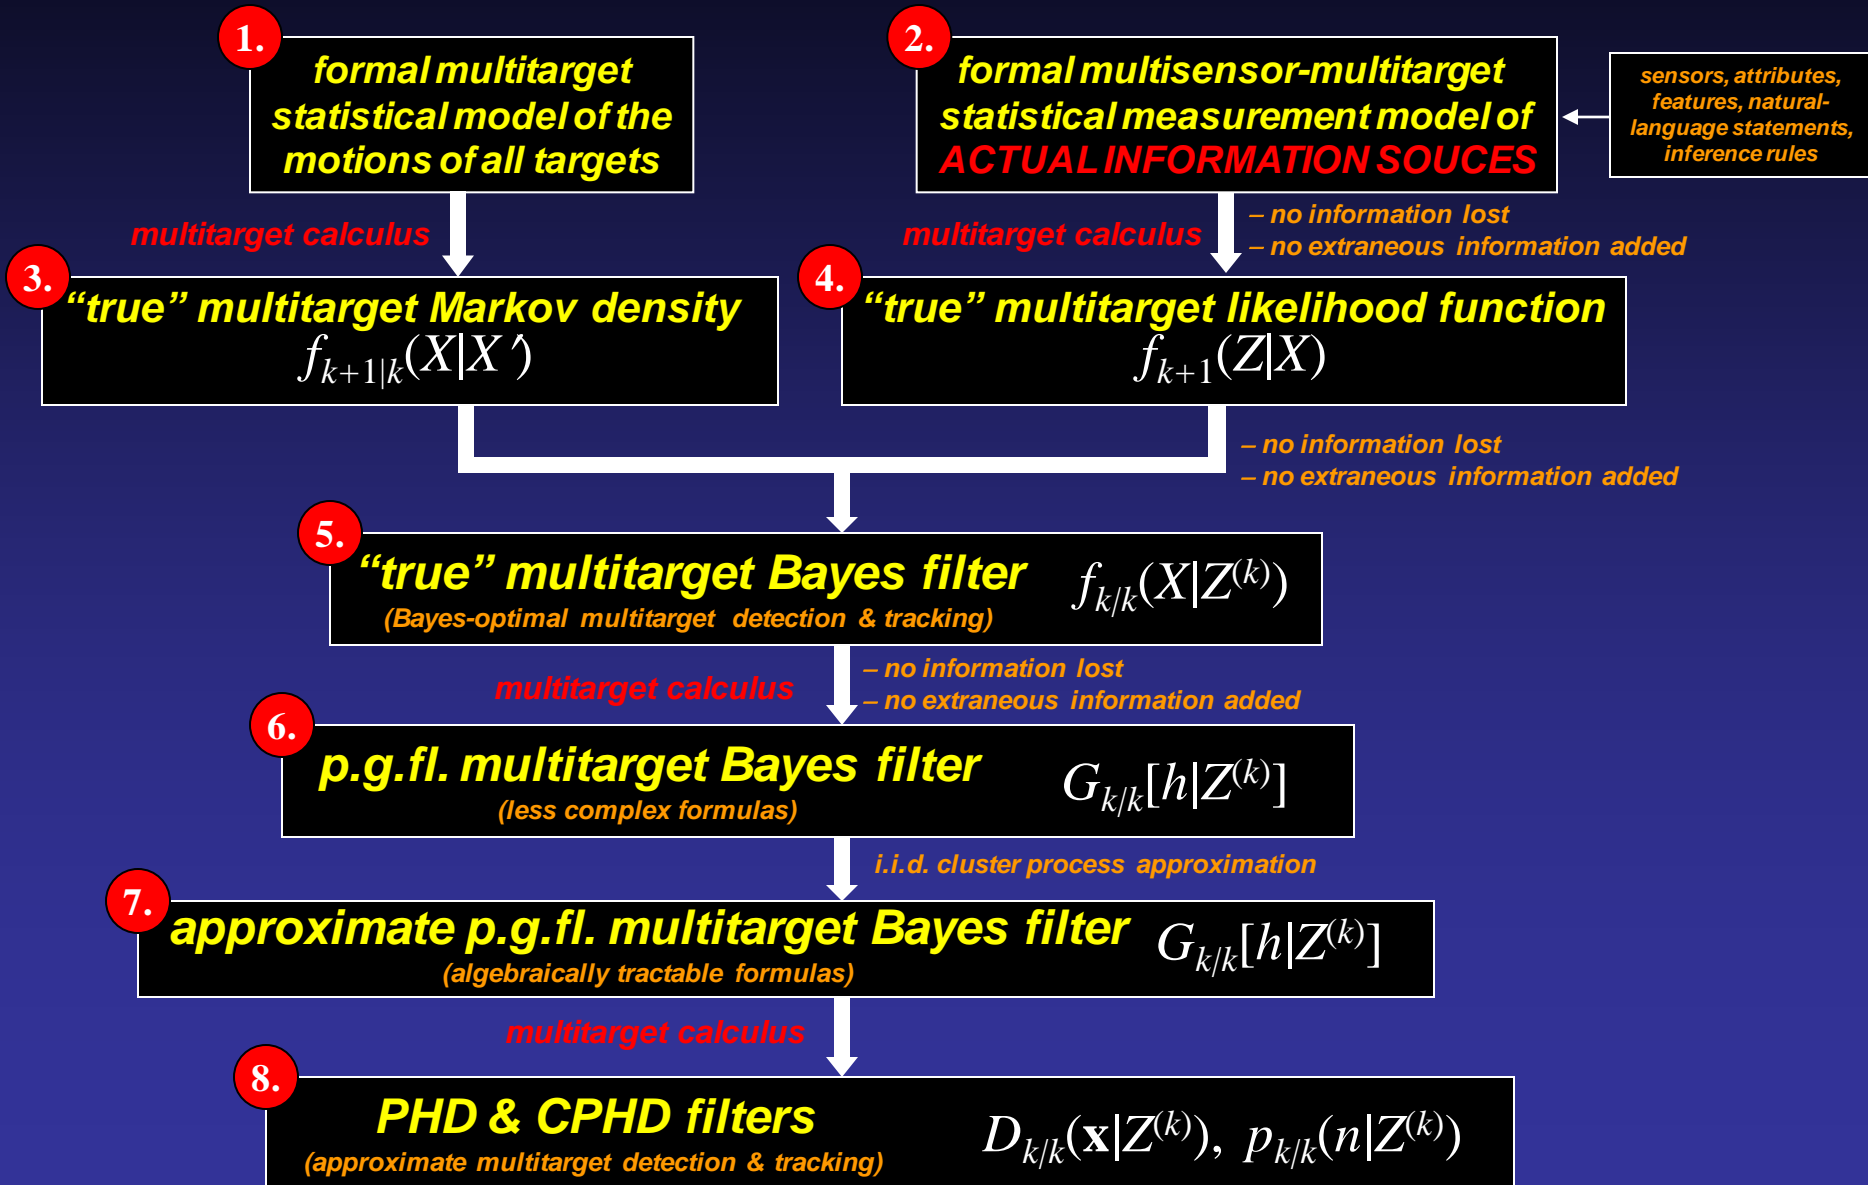 1.
formal multitarget
statistical model of the
motions of all targets
2.
formal multisensor-multitarget
statistical measurement model of
ACTUAL INFORMATION SOUCES
sensors, attributes,
features, natural-
language statements,
inference rules
multitarget calculus
multitarget calculus
– no information lost
– no extraneous information added
3.
“true” multitarget Markov density
f_{k+1|k}(X|X′)
4.
“true” multitarget likelihood function
f_{k+1}(Z|X)
– no information lost
– no extraneous information added
5.
“true” multitarget Bayes filter f_{k/k}(X|Z^{(k)})
(Bayes-optimal multitarget detection & tracking)
multitarget calculus
– no information lost
– no extraneous information added
6.
p.g.fl. multitarget Bayes filter G_{k/k}[h|Z^{(k)}]
(less complex formulas)
i.i.d. cluster process approximation
7.
approximate p.g.fl. multitarget Bayes filter G_{k/k}[h|Z^{(k)}]
(algebraically tractable formulas)
multitarget calculus
8.
PHD & CPHD filters D_{k/k}(x|Z^{(k)}), p_{k/k}(n|Z^{(k)})
(approximate multitarget detection & tracking)